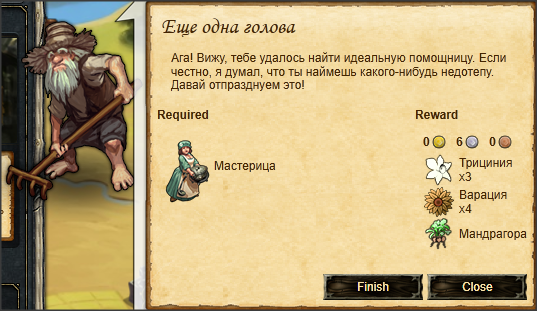 Еще одна голова
Ага! Вижу, тебе удалось найти идеальную помощницу. Если
честно, я думал, что ты наймешь какого-нибудь недотепу.
Давай отпразднуем это!
Required
Reward
0 6 0
Мастерица
Трициния
x3
Варация
x4
Мандрагора
Finish
Close